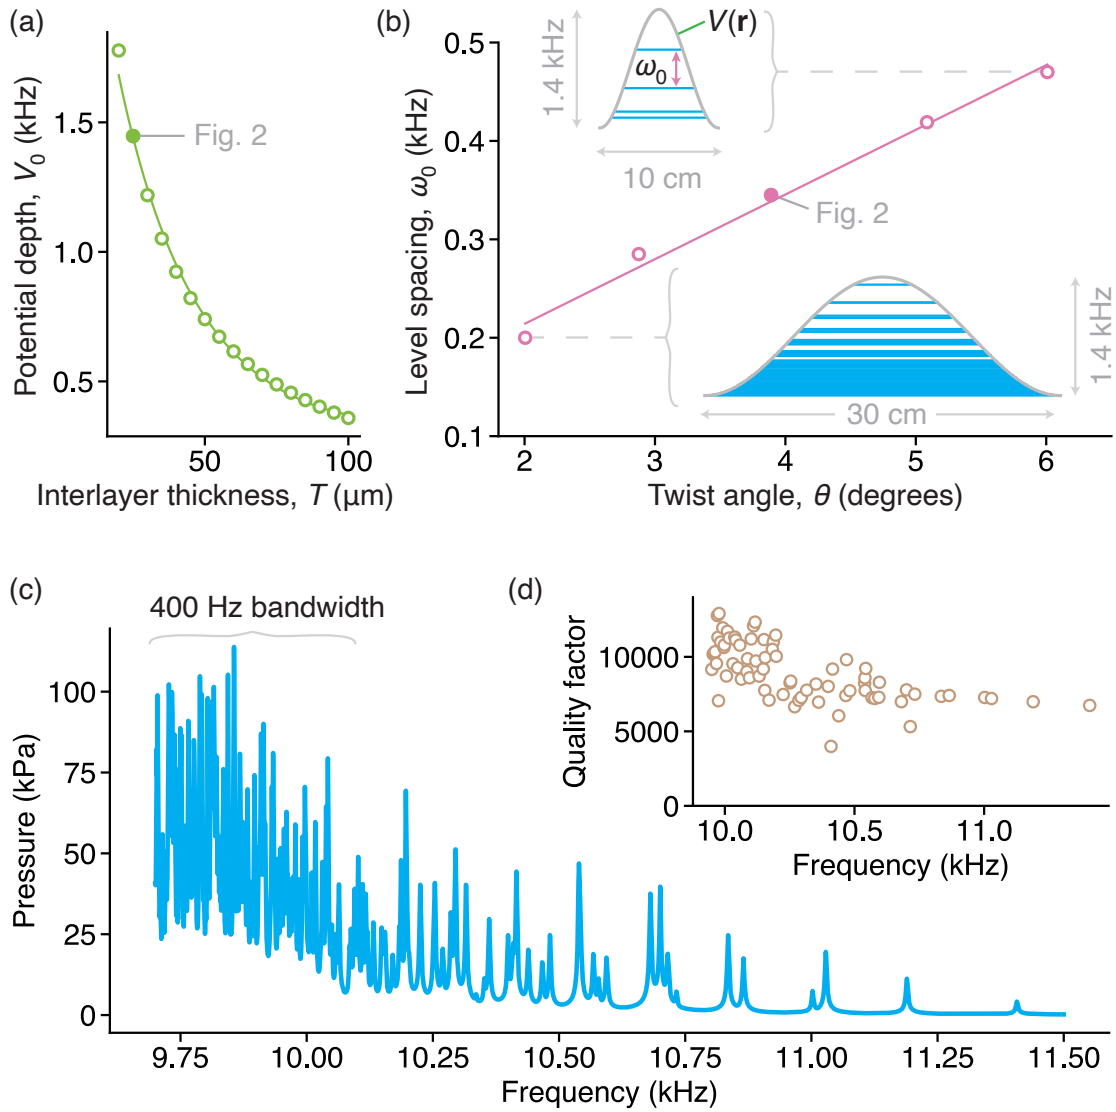 (a)
Potential depth, V_0 (kHz)
1.5
1.0
0.5
Fig. 2
50
100
Interlayer thickness, T (μm)
(b)
Level spacing, ω_0 (kHz)
0.5
0.4
0.3
0.2
0.1
1.4 kHz
V(r)
ω_0
10 cm
Fig. 2
1.4 kHz
30 cm
2
3
4
5
6
Twist angle, θ (degrees)
(c)
400 Hz bandwidth
Pressure (kPa)
100
75
50
25
0
9.75
10.00
10.25
10.50
10.75
11.00
11.25
11.50
Frequency (kHz)
(d)
Quality factor
10000
5000
0
10.0
10.5
11.0
Frequency (kHz)